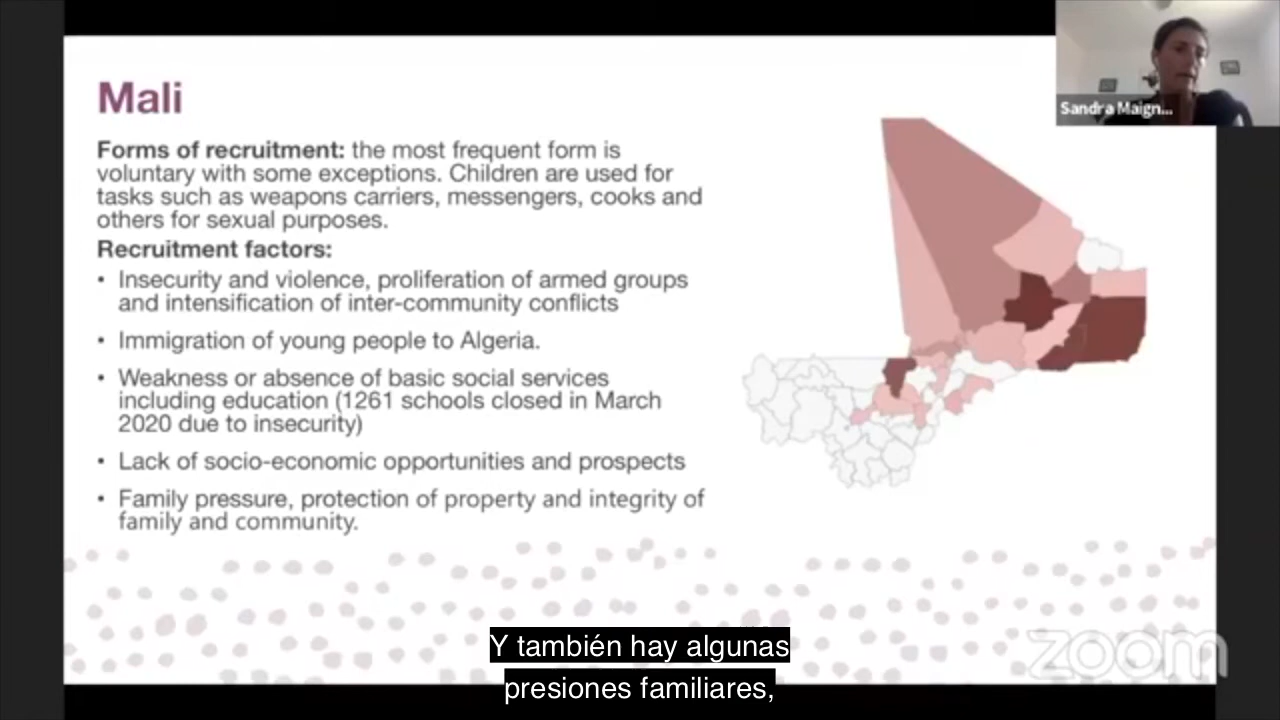 Mali
Forms of recruitment: the most frequent form is
voluntary with some exceptions. Children are used for
tasks such as weapons carriers, messengers, cooks and
others for sexual purposes.
Recruitment factors:
• Insecurity and violence, proliferation of armed groups
and intensification of inter-community conflicts
• Immigration of young people to Algeria.
• Weakness or absence of basic social services
including education (1261 schools closed in March
2020 due to insecurity)
• Lack of socio-economic opportunities and prospects
• Family pressure, protection of property and integrity of
family and community.
Sandra Maign...
zoom
Y también hay algunas
presiones familiares,